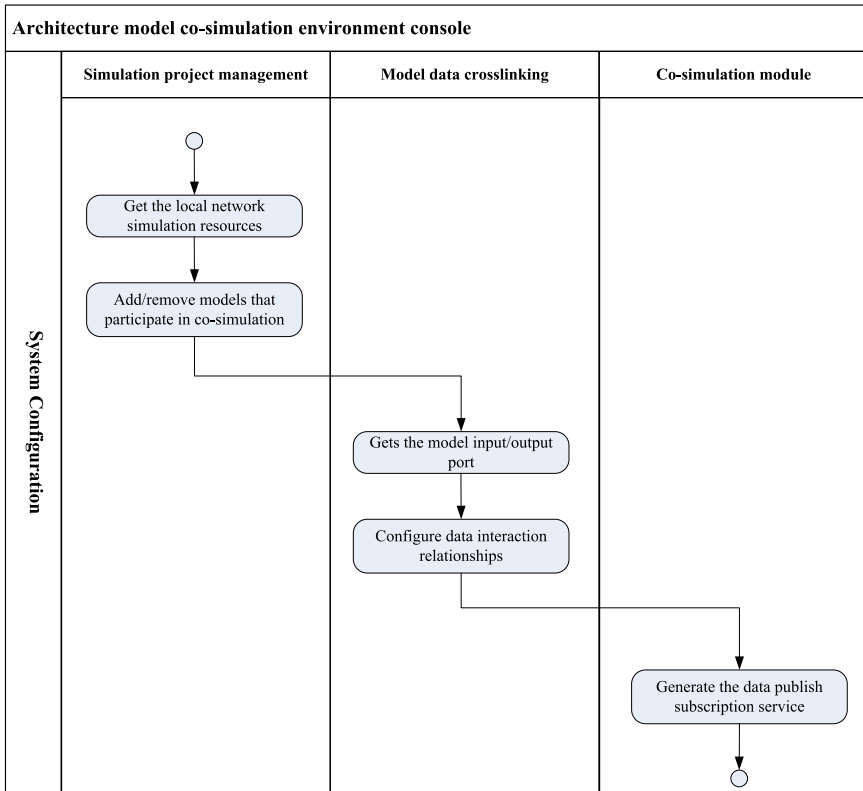 Architecture model co-simulation environment console
Simulation project management
Model data crosslinking
Co-simulation module
System Configuration
Get the local network
simulation resources
Add/remove models that
participate in co-simulation
Gets the model input/output
port
Configure data interaction
relationships
Generate the data publish
subscription service